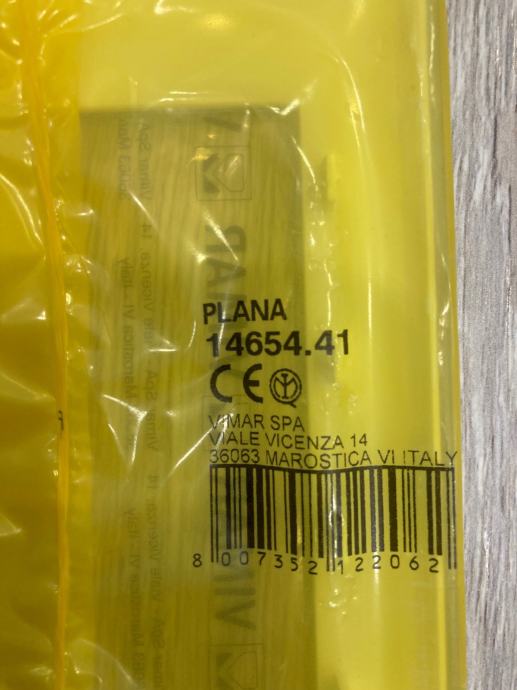 PLANA
14654.41
CE
VIMAR SPA
VIALE VICENZA 14
36063 MAROSTICA VI ITALY
8 007352 122062